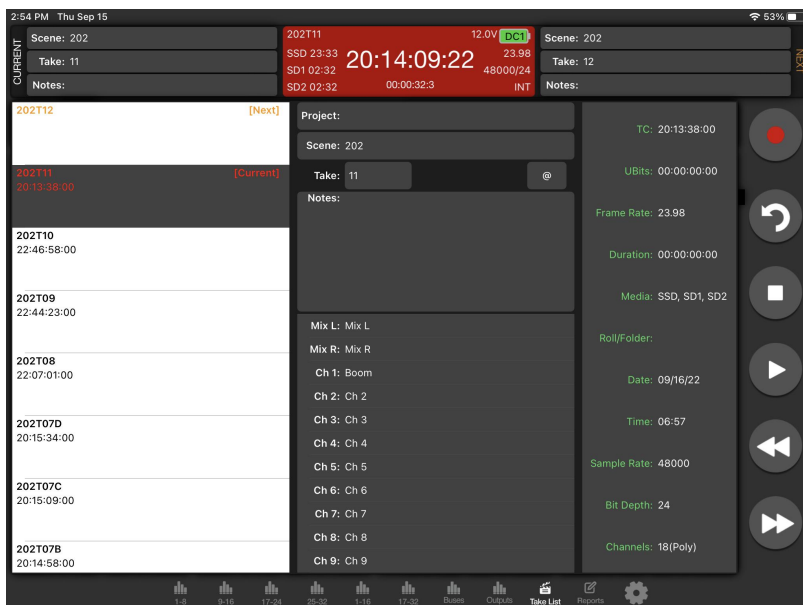 2:54 PM Thu Sep 15
53%
CURRENT
Scene: 202
Take: 11
Notes:
202T11
12.0V DC1
SSD 23:33
SD1 02:32
SD2 02:32
20:14:09:22
00:00:32:3
23.98
48000/24
INT
Scene: 202
Take: 12
Notes:
NEXT
202T12 [Next]
202T11 [Current]
20:13:38:00
202T10
22:46:58:00
202T09
22:44:23:00
202T08
22:07:01:00
202T07D
20:15:34:00
202T07C
20:15:09:00
202T07B
20:14:58:00
Project:
Scene: 202
Take: 11 @
Notes:
Mix L: Mix L
Mix R: Mix R
Ch 1: Boom
Ch 2: Ch 2
Ch 3: Ch 3
Ch 4: Ch 4
Ch 5: Ch 5
Ch 6: Ch 6
Ch 7: Ch 7
Ch 8: Ch 8
Ch 9: Ch 9
TC: 20:13:38:00
UBits: 00:00:00:00
Frame Rate: 23.98
Duration: 00:00:00:00
Media: SSD, SD1, SD2
Roll/Folder:
Date: 09/16/22
Time: 06:57
Sample Rate: 48000
Bit Depth: 24
Channels: 18(Poly)
1-8 9-16 17-24 25-32 1-16 17-32 Buses Outputs Take List Reports